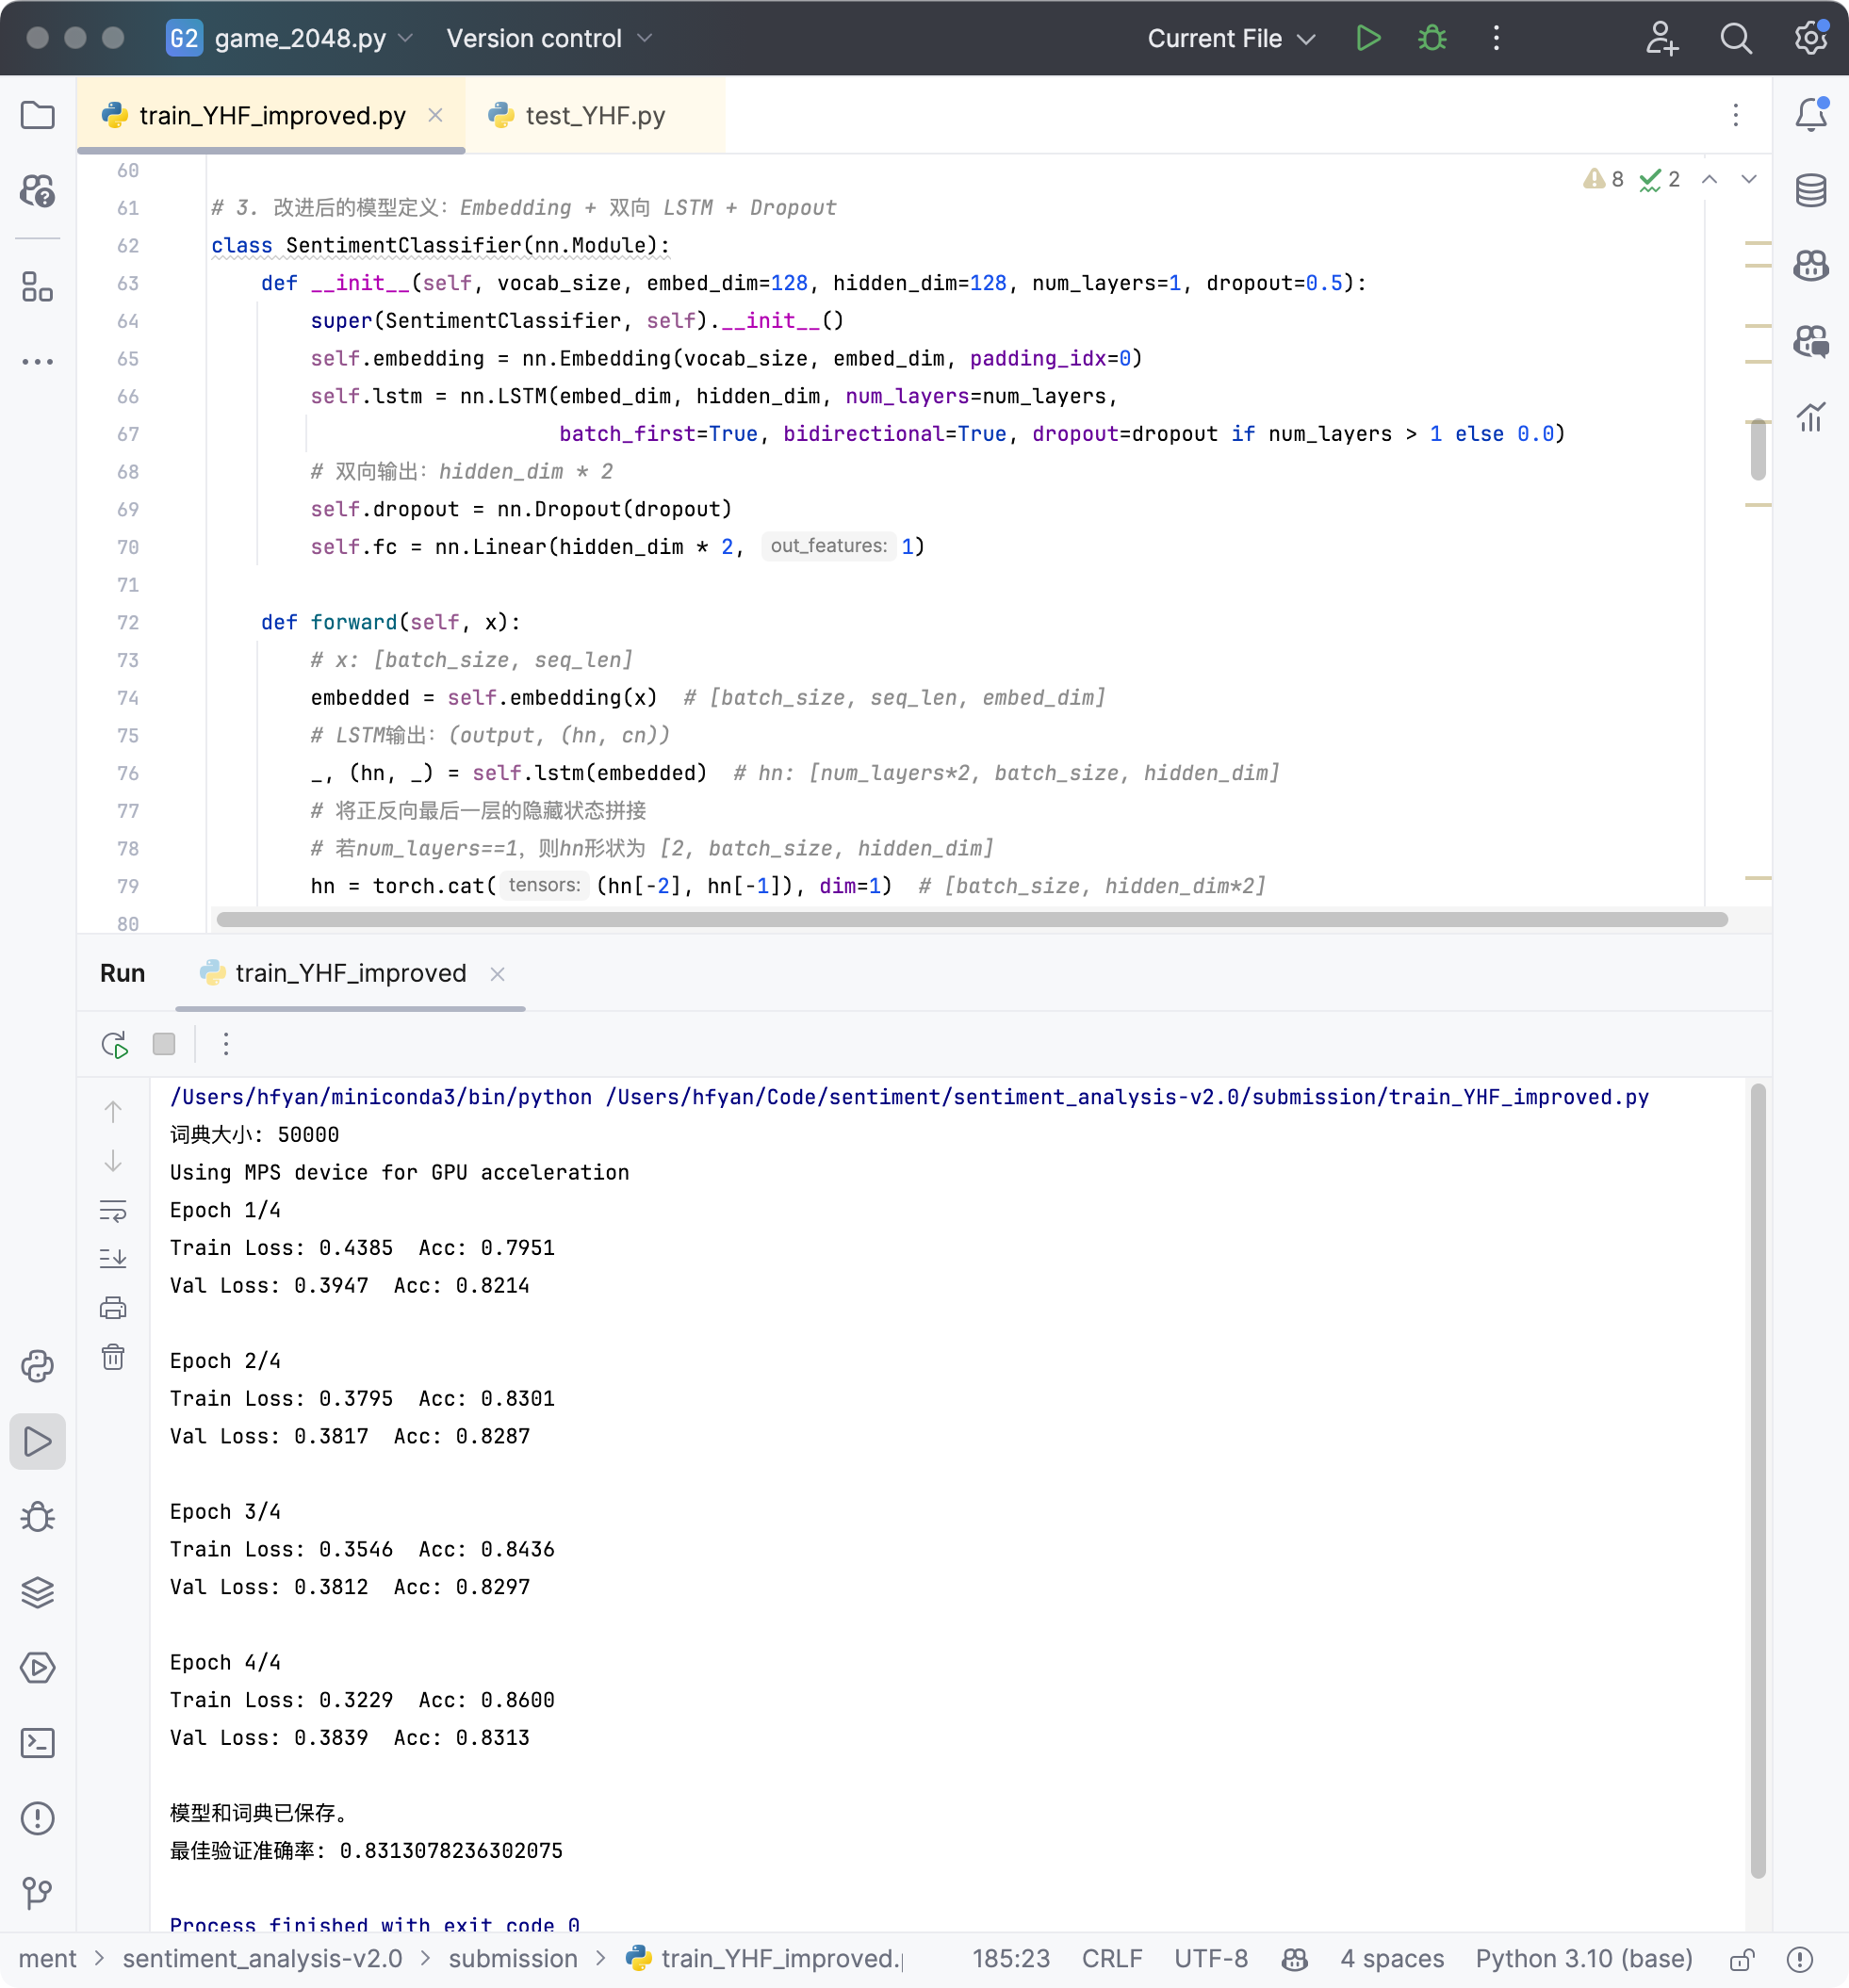 G2 game_2048.py Version control Current File
train_YHF_improved.py test_YHF.py
8 2
60
61 # 3. 改进后的模型定义：Embedding + 双向 LSTM + Dropout
62 class SentimentClassifier(nn.Module):
63 def __init__(self, vocab_size, embed_dim=128, hidden_dim=128, num_layers=1, dropout=0.5):
64 super(SentimentClassifier, self).__init__()
65 self.embedding = nn.Embedding(vocab_size, embed_dim, padding_idx=0)
66 self.lstm = nn.LSTM(embed_dim, hidden_dim, num_layers=num_layers,
67 batch_first=True, bidirectional=True, dropout=dropout if num_layers > 1 else 0.0)
68 # 双向输出：hidden_dim * 2
69 self.dropout = nn.Dropout(dropout)
70 self.fc = nn.Linear(hidden_dim * 2, out_features: 1)
71
72 def forward(self, x):
73 # x: [batch_size, seq_len]
74 embedded = self.embedding(x) # [batch_size, seq_len, embed_dim]
75 # LSTM输出：(output, (hn, cn))
76 _, (hn, _) = self.lstm(embedded) # hn: [num_layers*2, batch_size, hidden_dim]
77 # 将正反向最后一层的隐藏状态拼接
78 # 若num_layers==1，则hn形状为 [2, batch_size, hidden_dim]
79 hn = torch.cat( tensors: (hn[-2], hn[-1]), dim=1) # [batch_size, hidden_dim*2]
80
Run train_YHF_improved
/Users/hfyan/miniconda3/bin/python /Users/hfyan/Code/sentiment/sentiment_analysis-v2.0/submission/train_YHF_improved.py
词典大小: 50000
Using MPS device for GPU acceleration
Epoch 1/4
Train Loss: 0.4385 Acc: 0.7951
Val Loss: 0.3947 Acc: 0.8214
Epoch 2/4
Train Loss: 0.3795 Acc: 0.8301
Val Loss: 0.3817 Acc: 0.8287
Epoch 3/4
Train Loss: 0.3546 Acc: 0.8436
Val Loss: 0.3812 Acc: 0.8297
Epoch 4/4
Train Loss: 0.3229 Acc: 0.8600
Val Loss: 0.3839 Acc: 0.8313
模型和词典已保存。
最佳验证准确率: 0.8313078236302075
Process finished with exit code 0
ment > sentiment_analysis-v2.0 > submission > train_YHF_improved. 185:23 CRLF UTF-8 4 spaces Python 3.10 (base)